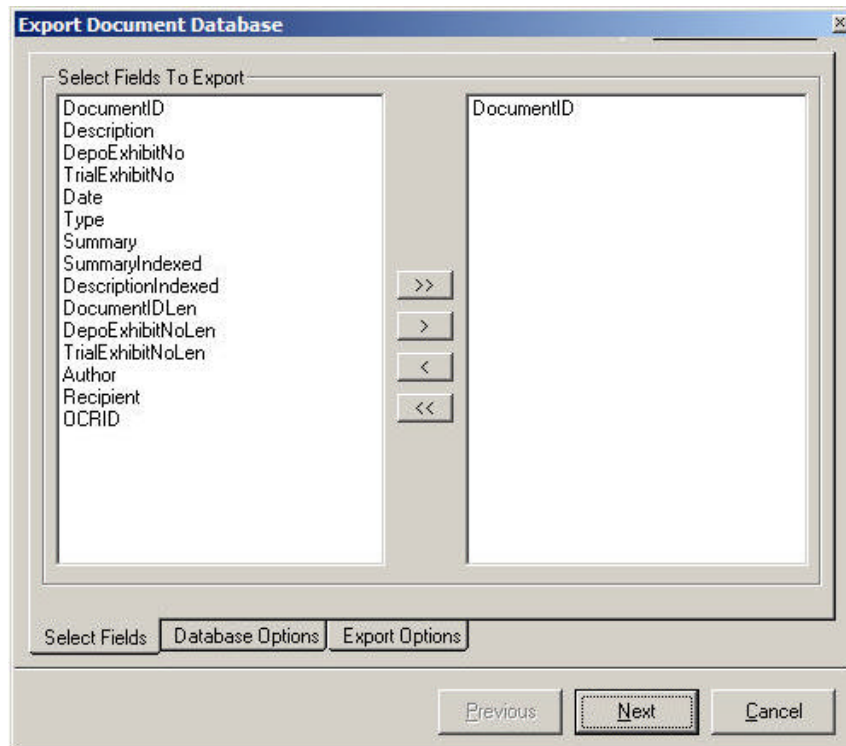 Export Document Database
Select Fields To Export
DocumentID
Description
DepoExhibitNo
TrialExhibitNo
Date
Type
Summary
SummaryIndexed
DescriptionIndexed
DocumentIDLen
DepoExhibitNoLen
TrialExhibitNoLen
Author
Recipient
OCRID
>>
>
<
<<
DocumentID
Select Fields
Database Options
Export Options
Previous
Next
Cancel